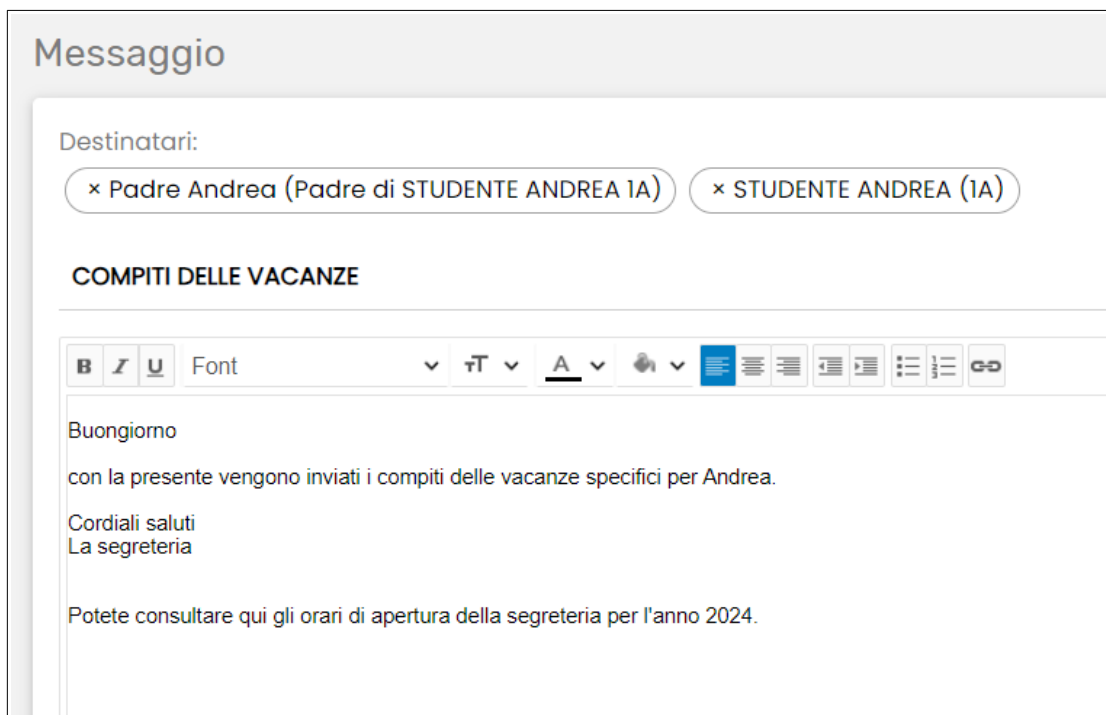 Messaggio
Destinatari:
× Padre Andrea (Padre di STUDENTE ANDREA 1A) × STUDENTE ANDREA (1A)
COMPITI DELLE VACANZE
B I U Font TT A
Buongiorno
con la presente vengono inviati i compiti delle vacanze specifici per Andrea.
Cordiali saluti
La segreteria
Potete consultare qui gli orari di apertura della segreteria per l'anno 2024.